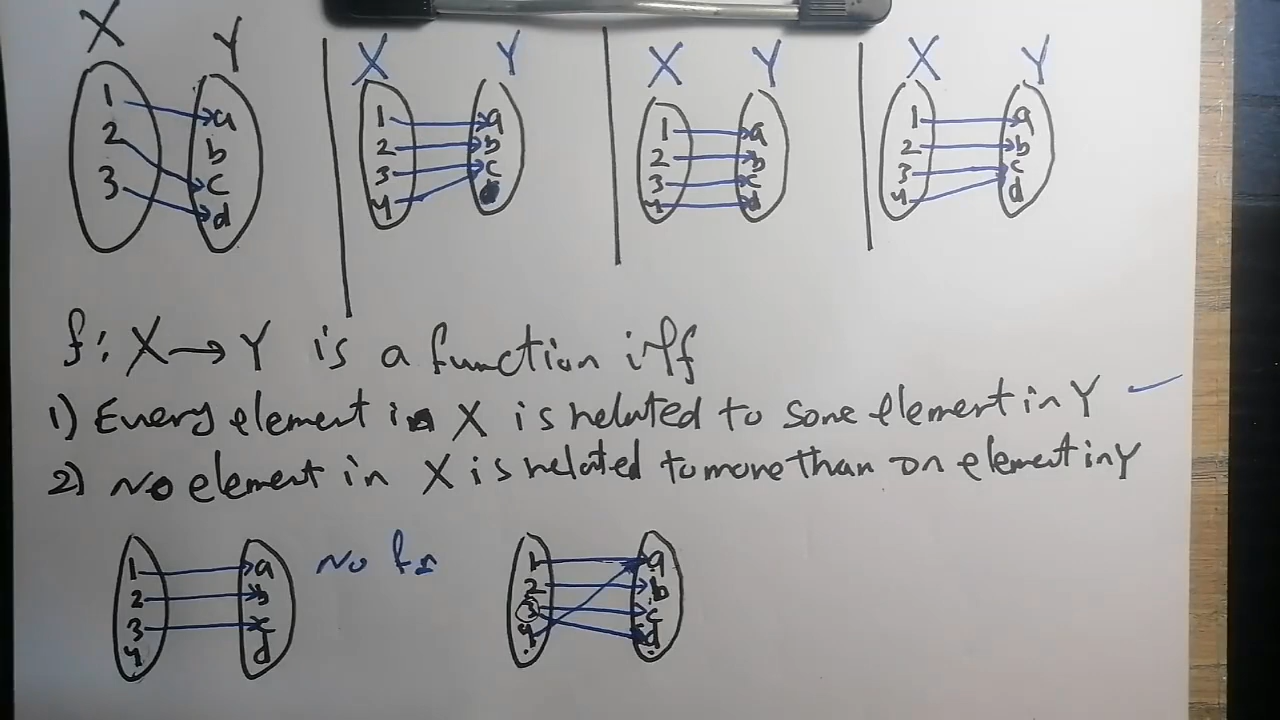 X Y X Y X Y X Y
1 a 1 a 1 a 1 a
2 b 2 b 2 b 2 b
3 c 3 c 3 c 3 c
d 4 d 4 d 4 d
f: X → Y is a function iff
1) Every element in X is related to some element in Y ✓
2) No element in X is related to more than on element in Y
1 a No fn 1 a
2 b 2 b
3 c 3 c
4 d 4 d